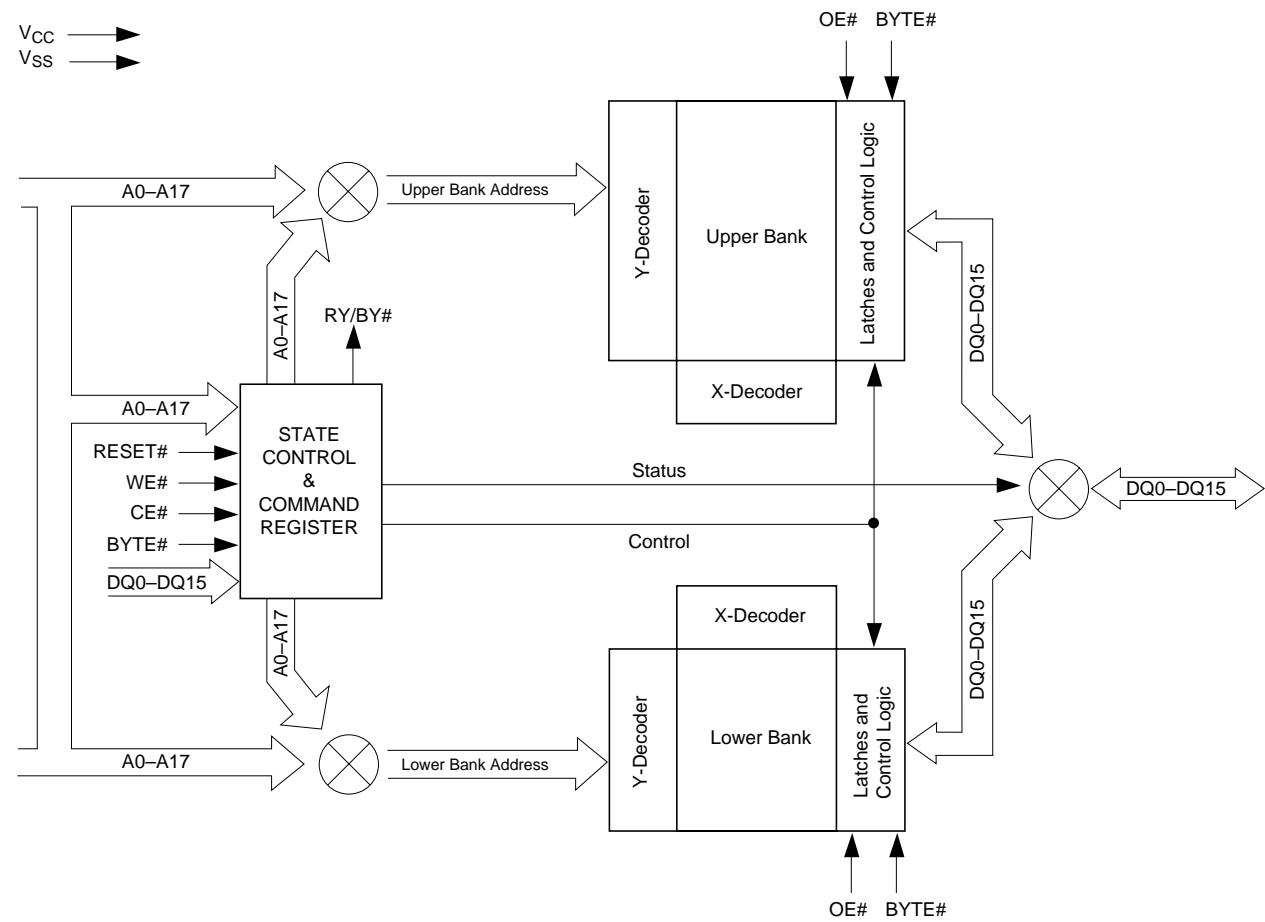 OE# BYTE#
VCC
VSS
A0–A17
Upper Bank Address
Y-Decoder
Upper Bank
Latches and Control Logic
DQ0–DQ15
A0–A17
RY/BY#
X-Decoder
A0–A17
RESET#
WE#
CE#
BYTE#
DQ0–DQ15
STATE
CONTROL
&
COMMAND
REGISTER
Status
Control
DQ0–DQ15
X-Decoder
A0–A17
DQ0–DQ15
A0–A17
Lower Bank Address
Y-Decoder
Lower Bank
Latches and
Control Logic
OE# BYTE#